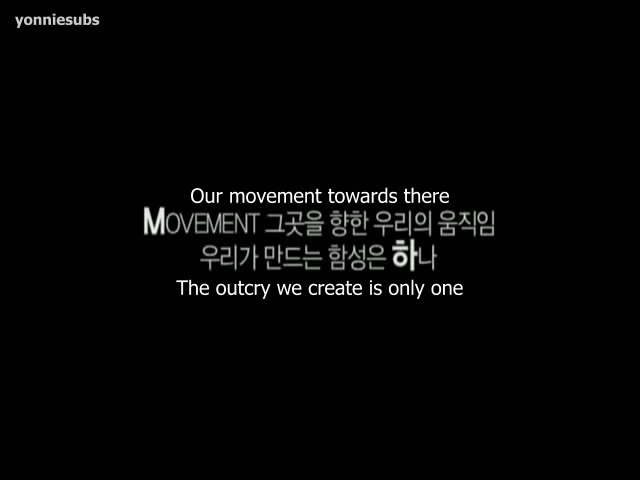 yonniesubs
Our movement towards there
MOVEMENT 그곳을 향한 우리의 움직임
우리가 만드는 함성은 하나
The outcry we create is only one